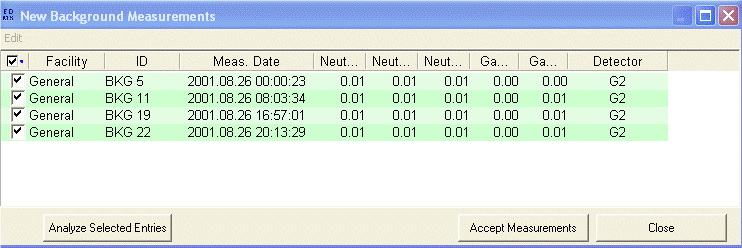 New Background Measurements
Edit
Facility ID Meas. Date Neut... Neut... Neut... Ga... Ga... Detector
General BKG 5 2001.08.26 00:00:23 0.01 0.01 0.01 0.00 0.00 G2
General BKG 11 2001.08.26 08:03:34 0.01 0.01 0.01 0.00 0.01 G2
General BKG 19 2001.08.26 16:57:01 0.01 0.01 0.01 0.00 0.01 G2
General BKG 22 2001.08.26 20:13:29 0.01 0.01 0.01 0.00 0.01 G2
Analyze Selected Entries Accept Measurements Close